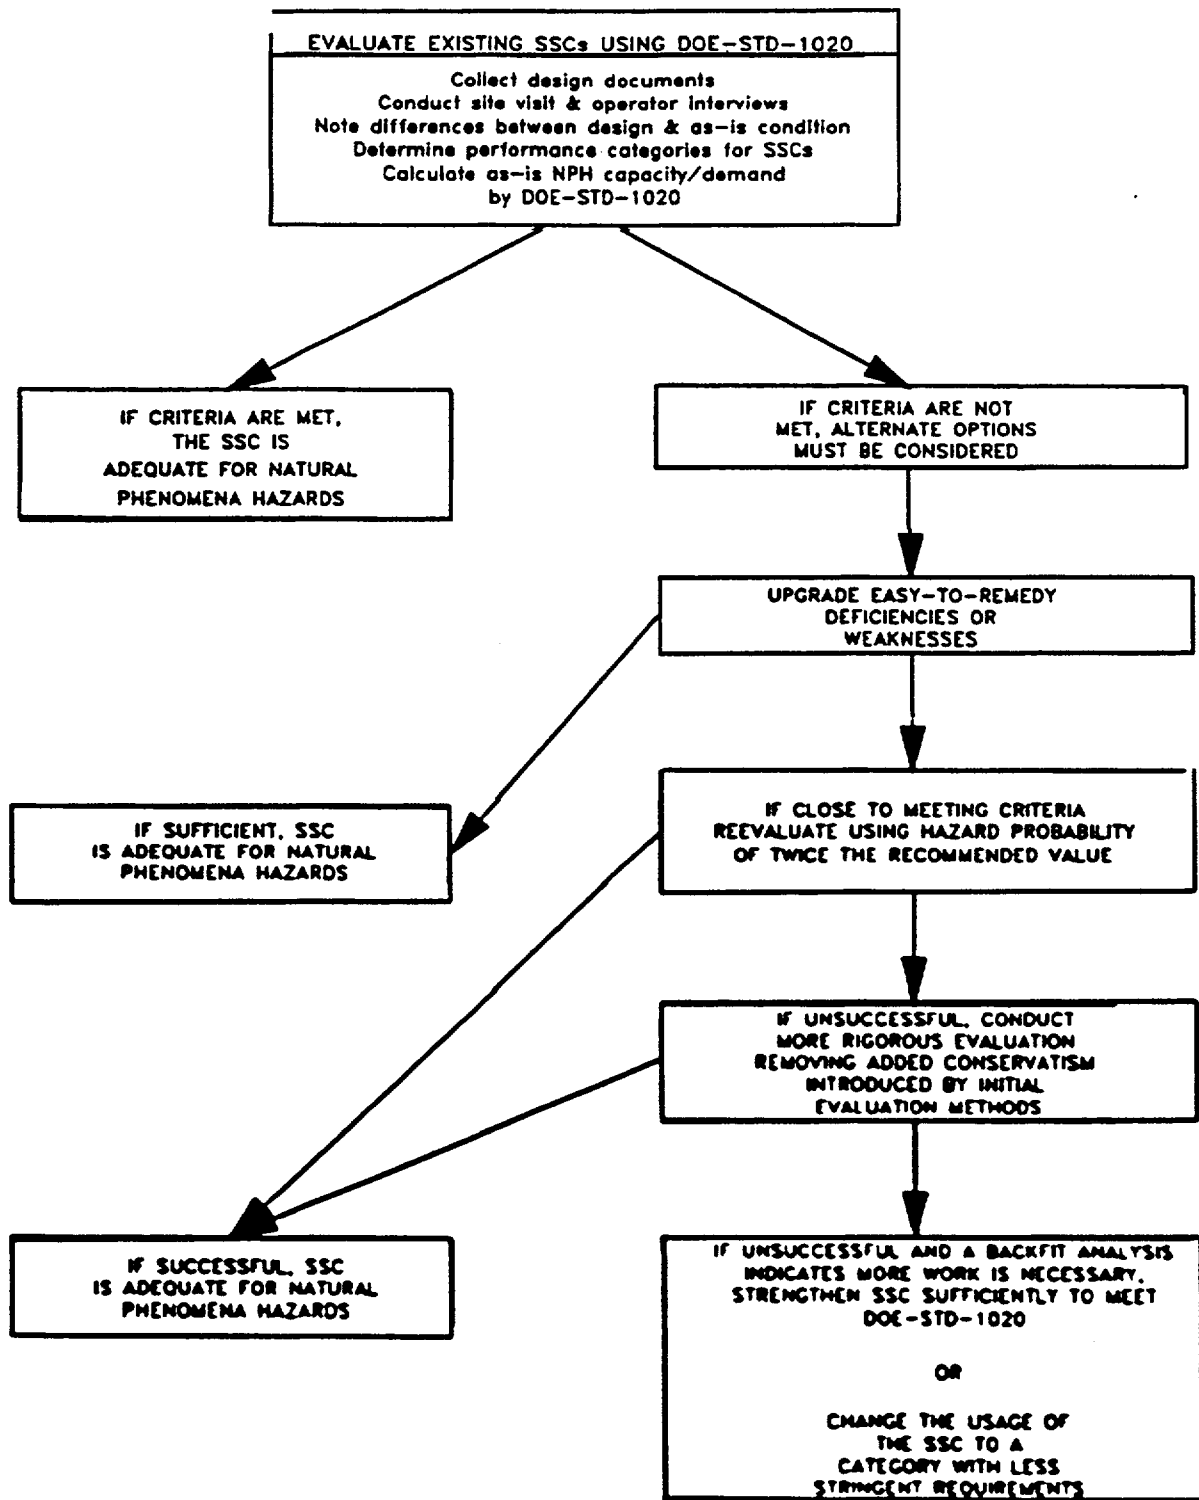 EVALUATE EXISTING SSCs USING DOE-STD-1020
Collect design documents
Conduct site visit & operator interviews
Note differences between design & as-is condition
Determine performance categories for SSCs
Calculate as-is NPH capacity/demand
by DOE-STD-1020
IF CRITERIA ARE MET,
THE SSC IS
ADEQUATE FOR NATURAL
PHENOMENA HAZARDS
IF CRITERIA ARE NOT
MET, ALTERNATE OPTIONS
MUST BE CONSIDERED
UPGRADE EASY-TO-REMEDY
DEFICIENCIES OR
WEAKNESSES
IF SUFFICIENT, SSC
IS ADEQUATE FOR NATURAL
PHENOMENA HAZARDS
IF CLOSE TO MEETING CRITERIA
REEVALUATE USING HAZARD PROBABILITY
OF TWICE THE RECOMMENDED VALUE
IF UNSUCCESSFUL, CONDUCT
MORE RIGOROUS EVALUATION
REMOVING ADDED CONSERVATISM
INTRODUCED BY INITIAL
EVALUATION METHODS
IF SUCCESSFUL, SSC
IS ADEQUATE FOR NATURAL
PHENOMENA HAZARDS
IF UNSUCCESSFUL AND A BACKFIT ANALYSIS
INDICATES MORE WORK IS NECESSARY,
STRENGTHEN SSC SUFFICIENTLY TO MEET
DOE-STD-1020
OR
CHANGE THE USAGE OF
THE SSC TO A
CATEGORY WITH LESS
STRINGENT REQUIREMENTS